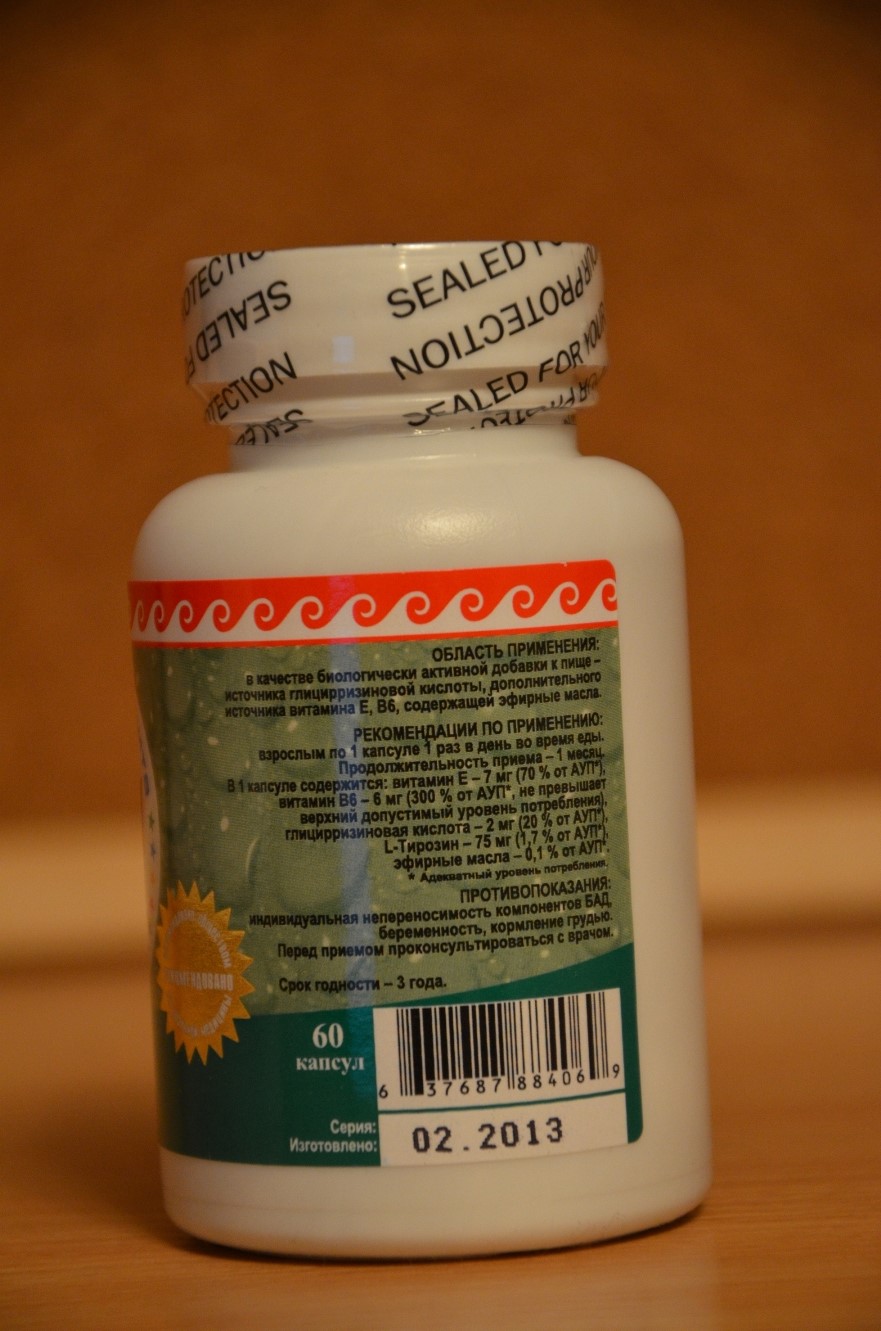 OTECTIO
SEALED F
OTECTION
SEALED
SEALED FO
OUR PROTECTION
SEALED FOR YOUR
ОБЛАСТЬ ПРИМЕНЕНИЯ:
в качестве биологически активной добавки к пище –
источника глицирризиновой кислоты, дополнительного
источника витамина Е, В6, содержащей эфирные масла.
РЕКОМЕНДАЦИИ ПО ПРИМЕНЕНИЮ:
взрослым по 1 капсуле 1 раз в день во время еды.
Продолжительность приема – 1 месяц.
В 1 капсуле содержится: витамин Е – 7 мг (70 % от АУП*),
витамин В6 – 6 мг (300 % от АУП*, не превышает
верхний допустимый уровень потребления),
глицирризиновая кислота – 2 мг (20 % от АУП*),
L-Тирозин – 75 мг (1,7 % от АУП*),
эфирные масла – 0,1 % от АУП*.
* Адекватный уровень потребления.
ПРОТИВОПОКАЗАНИЯ:
индивидуальная непереносимость компонентов БАД,
беременность, кормление грудью.
Перед приемом проконсультироваться с врачом.
Срок годности – 3 года.
60
капсул
6 37687 88406 9
Серия:
Изготовлено:
02.2013